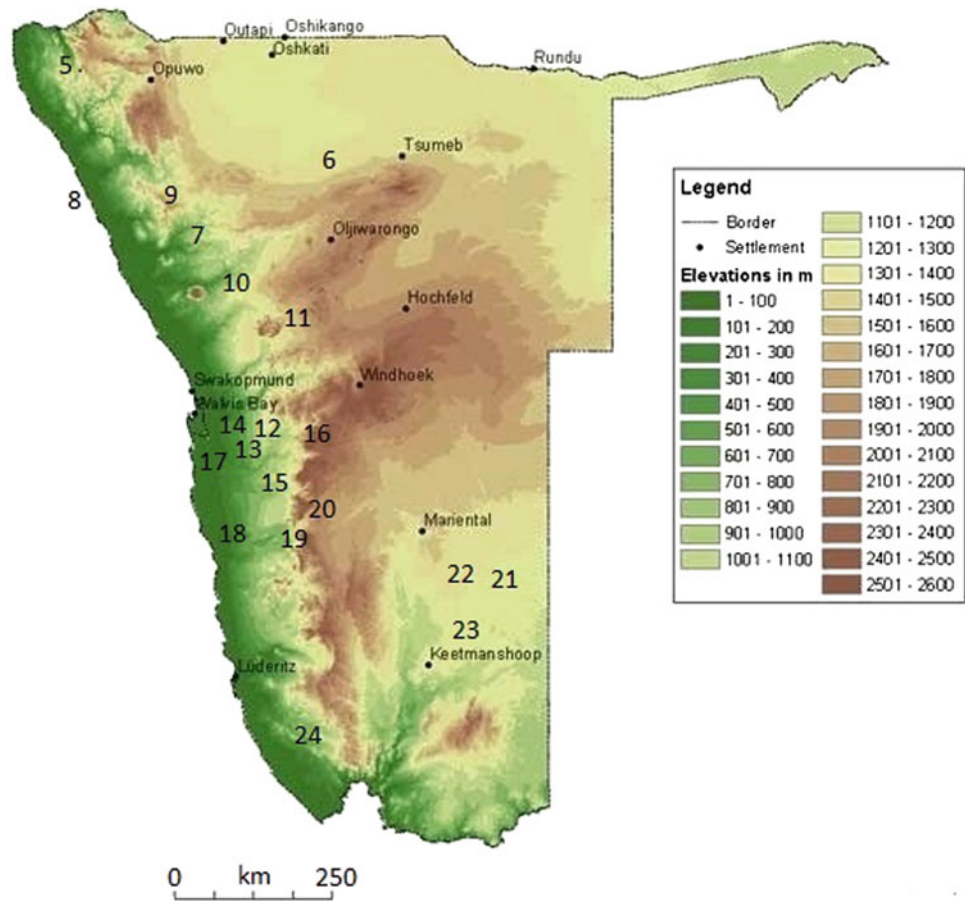 Oshikango
Outapi
Oshkati
Rundu
5 .
Opuwo
Tsumeb
6
8
9
7
Oljiwarongo
10
Hochfeld
11
Swakopmund
Windhoek
Walvis Bay
14
12
16
13
17
15
20
18
19
Mariental
22
21
23
Keetmanshoop
Lüderitz
24
0 km 250
Legend
Border
Settlement
Elevations in m
1 - 100
101 - 200
201 - 300
301 - 400
401 - 500
501 - 600
601 - 700
701 - 800
801 - 900
901 - 1000
1001 - 1100
1101 - 1200
1201 - 1300
1301 - 1400
1401 - 1500
1501 - 1600
1601 - 1700
1701 - 1800
1801 - 1900
1901 - 2000
2001 - 2100
2101 - 2200
2201 - 2300
2301 - 2400
2401 - 2500
2501 - 2600